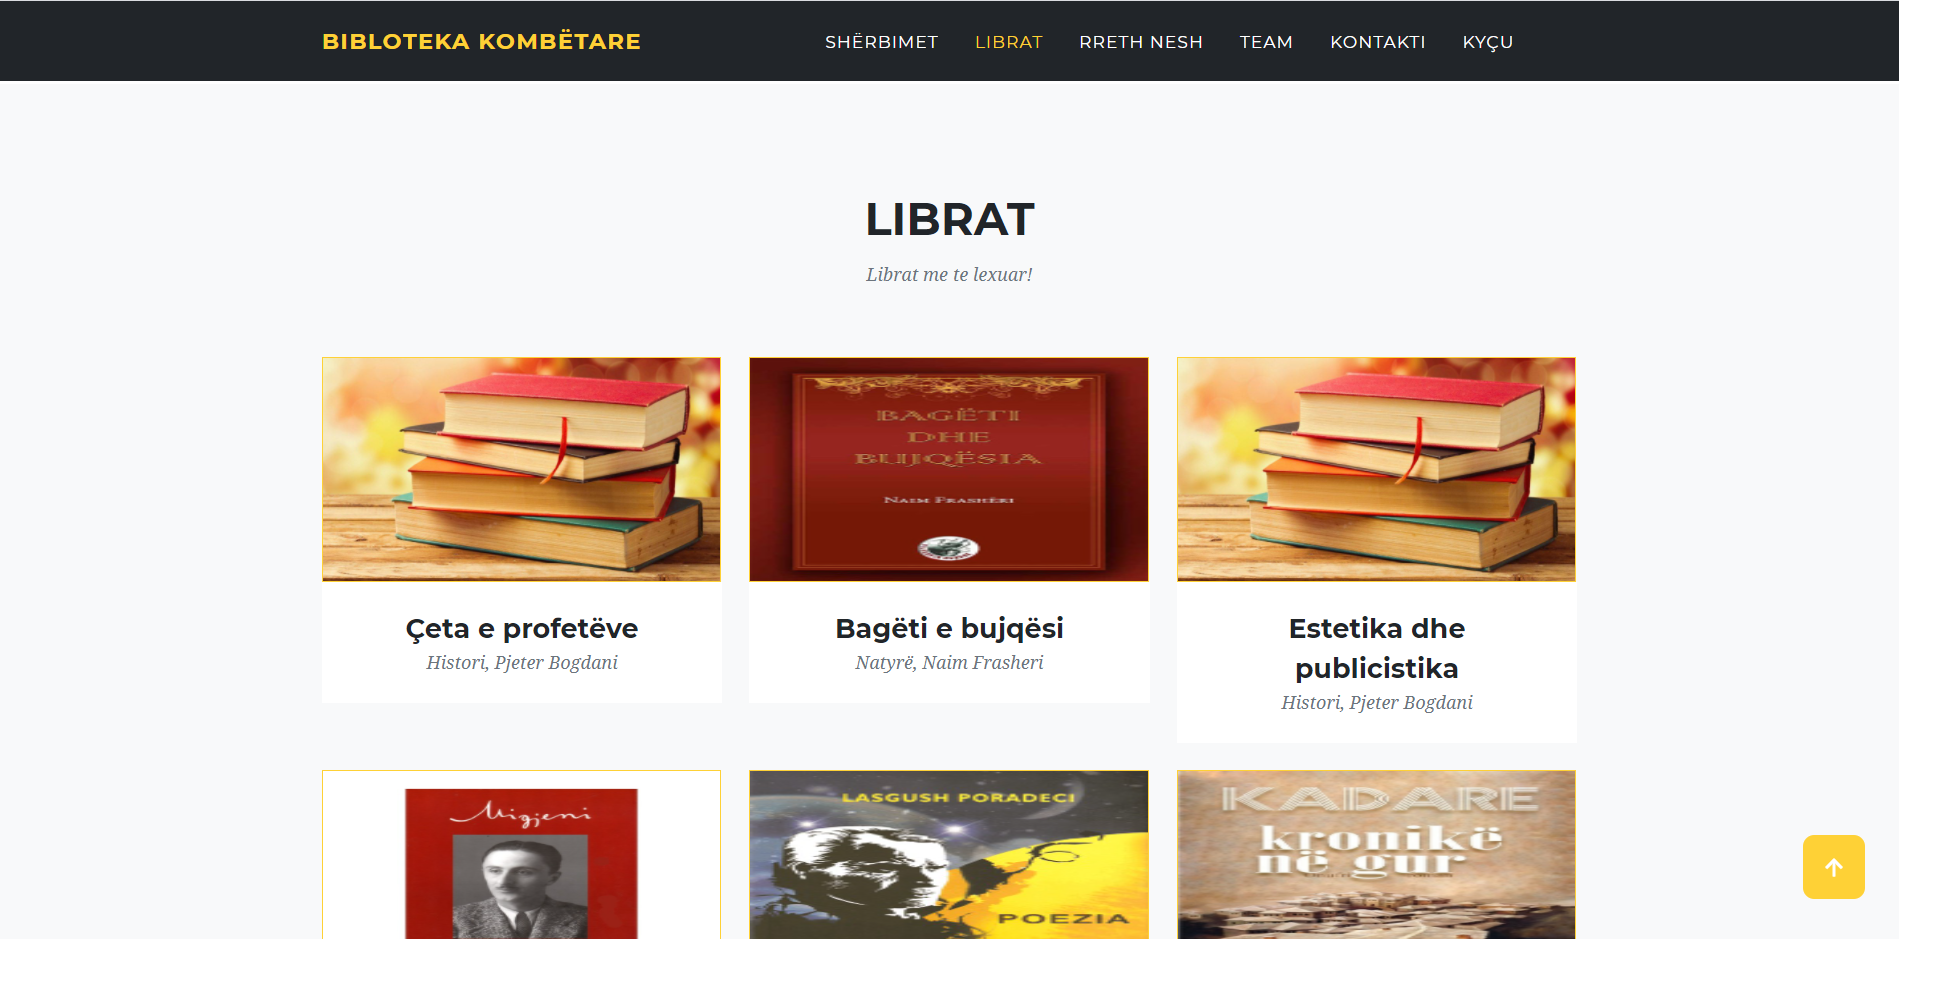 BIBLOTEKA KOMBËTARE
SHËRBIMET LIBRAT RRETH NESH TEAM KONTAKTI KYÇU
LIBRAT
Librat me te lexuar!
BAGËTI
DHE
BUJQËSIA
NAIM FRASHËRI
Çeta e profetëve
Histori, Pjeter Bogdani
Bagëti e bujqësi
Natyrë, Naim Frasheri
Estetika dhe
publicistika
Histori, Pjeter Bogdani
Migjeni
LASGUSH PORADECI
POEZIA
KADARE
kronikë
në gur